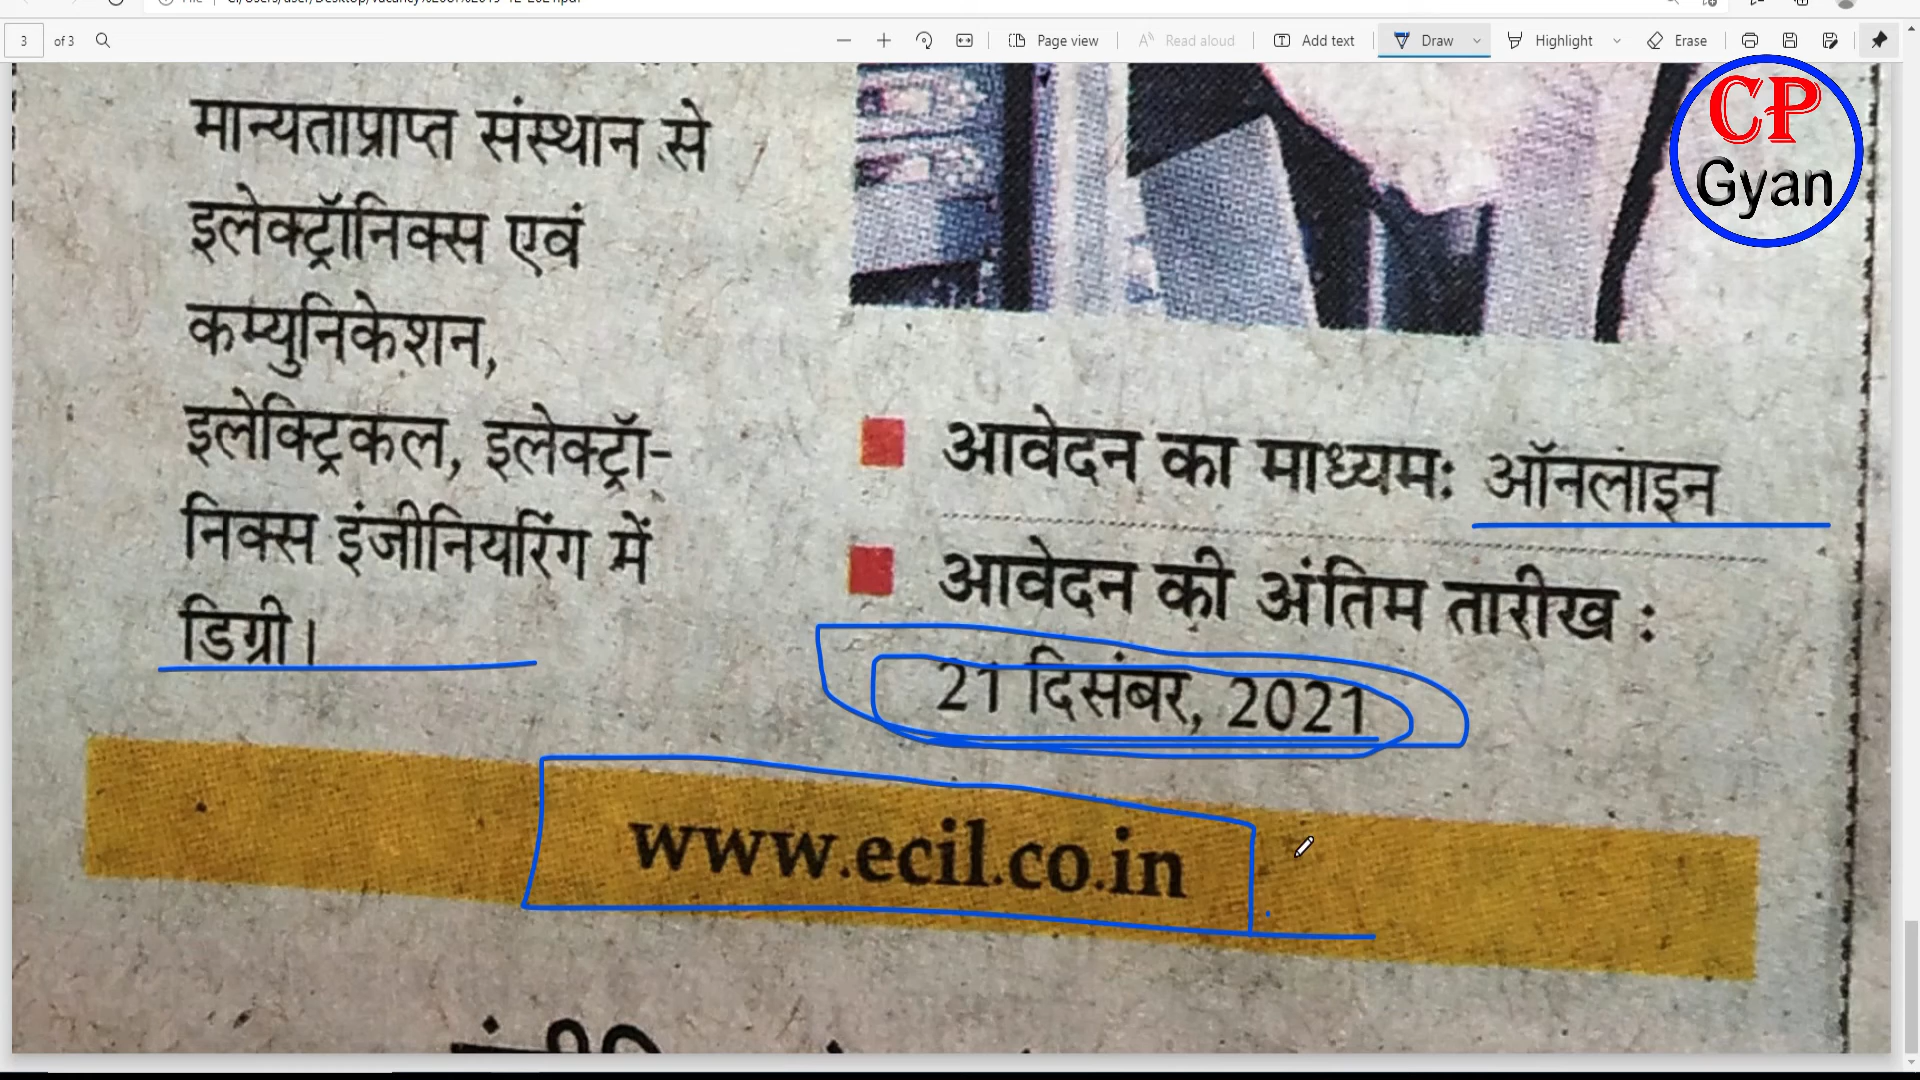 3 of 3
Page view
Read aloud
Add text
Draw
Highlight
Erase
CP
Gyan
मान्यताप्राप्त संस्थान से
इलेक्ट्रॉनिक्स एवं
कम्युनिकेशन,
इलेक्ट्रिकल, इलेक्ट्रॉ-
निक्स इंजीनियरिंग में
डिग्री।
आवेदन का माध्यम: ऑनलाइन
आवेदन की अंतिम तारीख :
21 दिसंबर, 2021
www.ecil.co.in